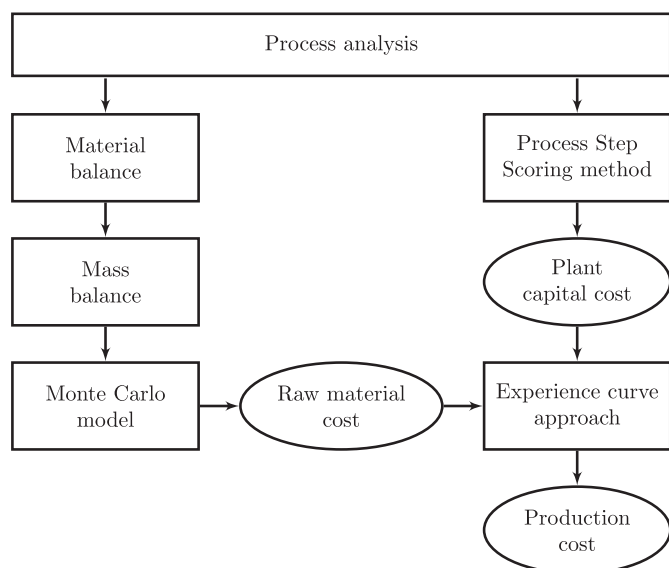 Process analysis
Material
balance
Process Step
Scoring method
Mass
balance
Plant
capital cost
Monte Carlo
model
Raw material
cost
Experience curve
approach
Production
cost